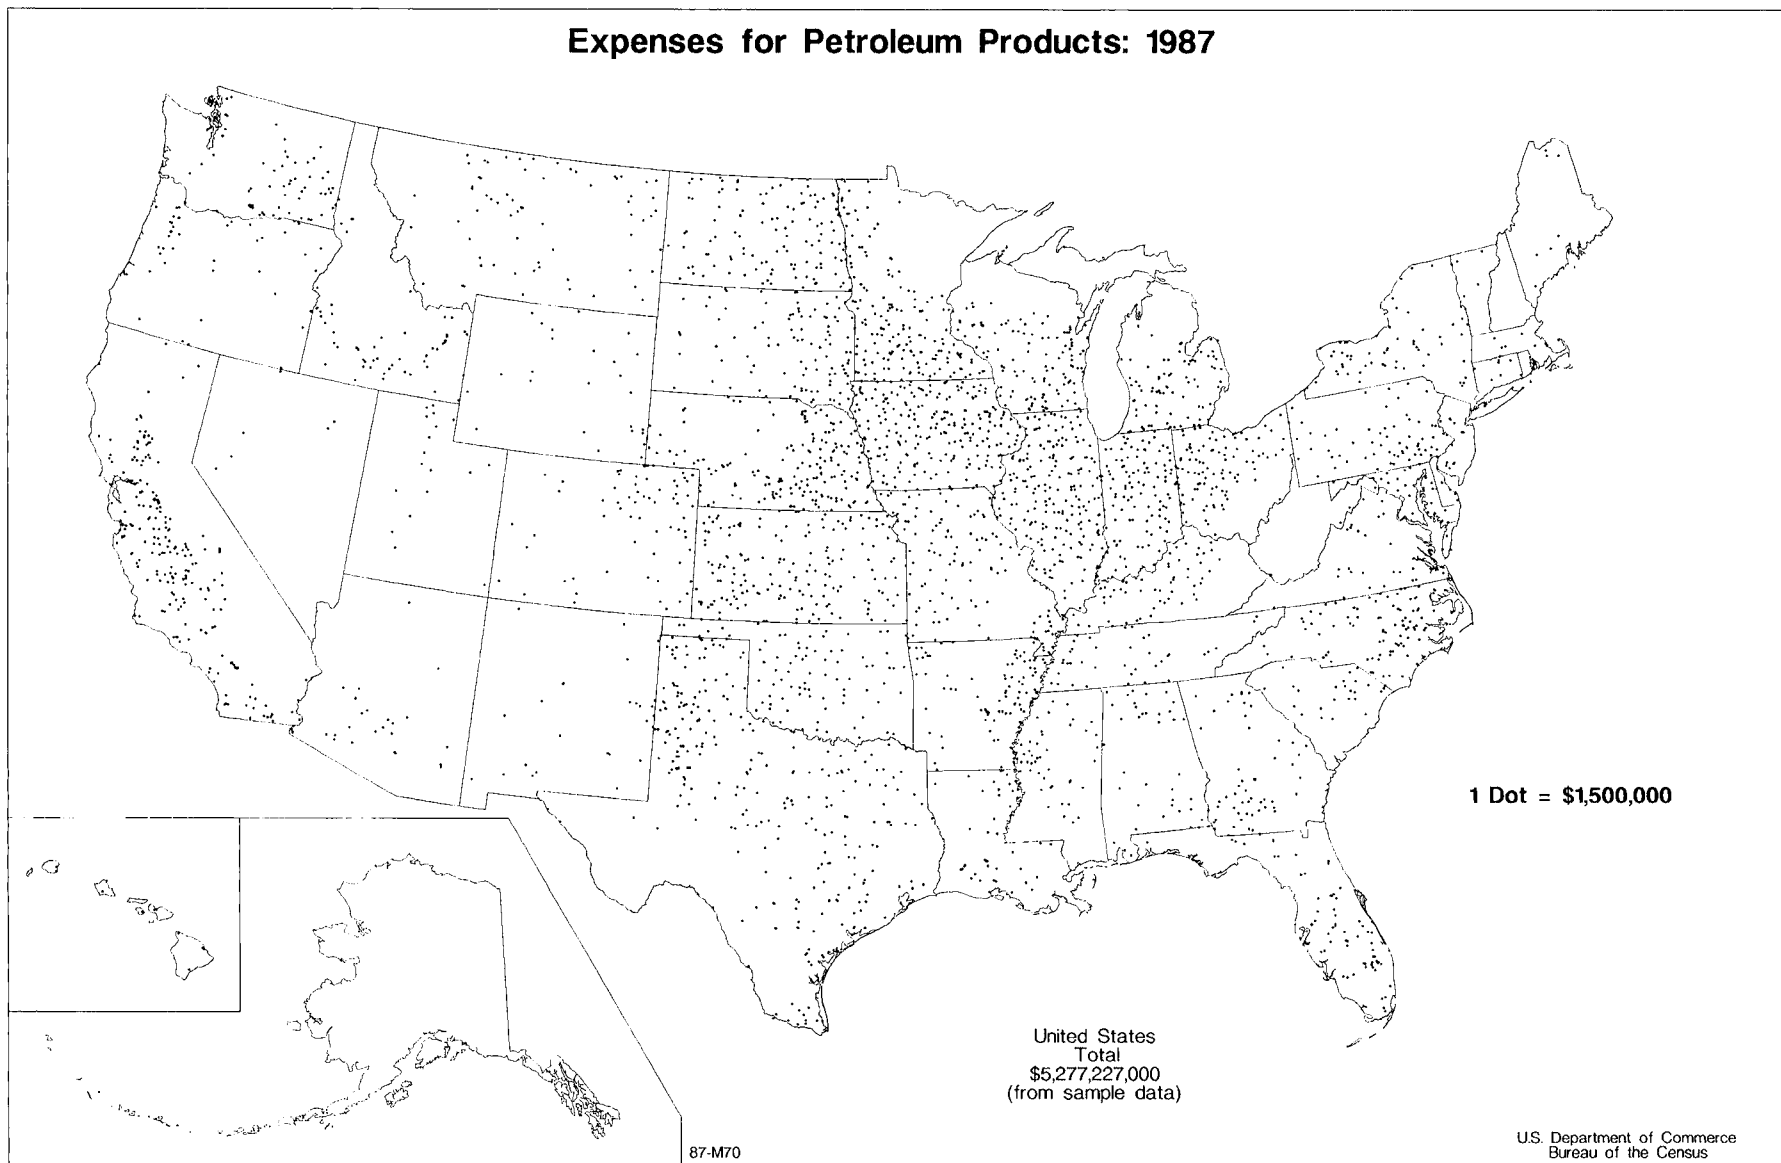 Expenses for Petroleum Products: 1987
1 Dot = $1,500,000
United States
Total
$5,277,227,000
(from sample data)
87-M70
U.S. Department of Commerce
Bureau of the Census